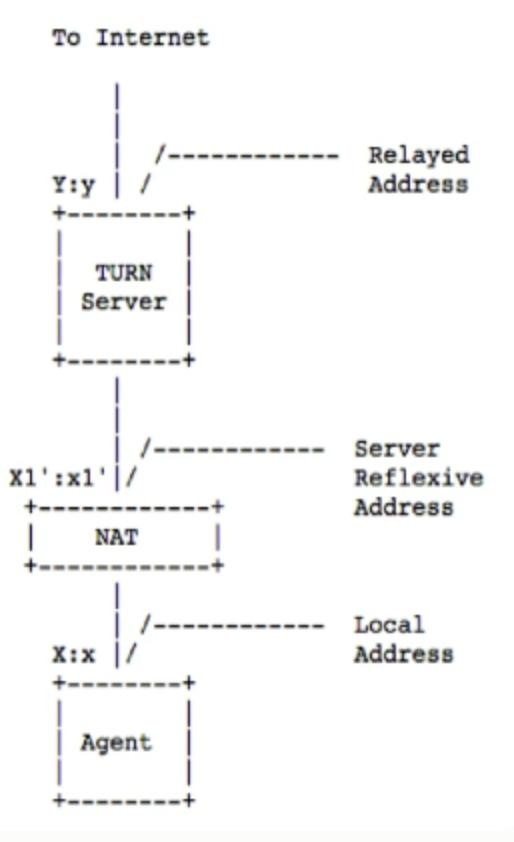 To Internet
|
|
| /------------ Relayed
Y:y | / Address
+--------+
| |
| TURN |
| Server |
| |
+--------+
|
|
| /------------ Server
X1':x1'|/ Reflexive
+------------+ Address
| NAT |
+------------+
|
| /------------ Local
X:x |/ Address
+--------+
| |
| Agent |
| |
+--------+